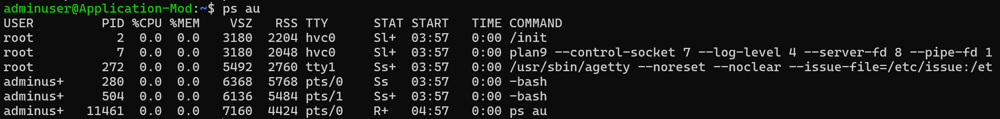 adminuser@Application-Mod:~$ ps au
USER         PID %CPU %MEM    VSZ   RSS TTY      STAT START   TIME COMMAND
root           2  0.0  0.0   3180  2204 hvc0     Sl+  03:57   0:00 /init
root           7  0.0  0.0   3180  2048 hvc0     Sl+  03:57   0:00 plan9 --control-socket 7 --log-level 4 --server-fd 8 --pipe-fd 1
root         272  0.0  0.0   5492  2760 tty1     Ss+  03:57   0:00 /usr/sbin/agetty --noreset --noclear --issue-file=/etc/issue:/et
adminus+     280  0.0  0.0   6368  5768 pts/0    Ss   03:57   0:00 -bash
adminus+     504  0.0  0.0   6136  5484 pts/1    Ss+  03:57   0:00 -bash
adminus+   11461  0.0  0.0   7160  4424 pts/0    R+   04:57   0:00 ps au